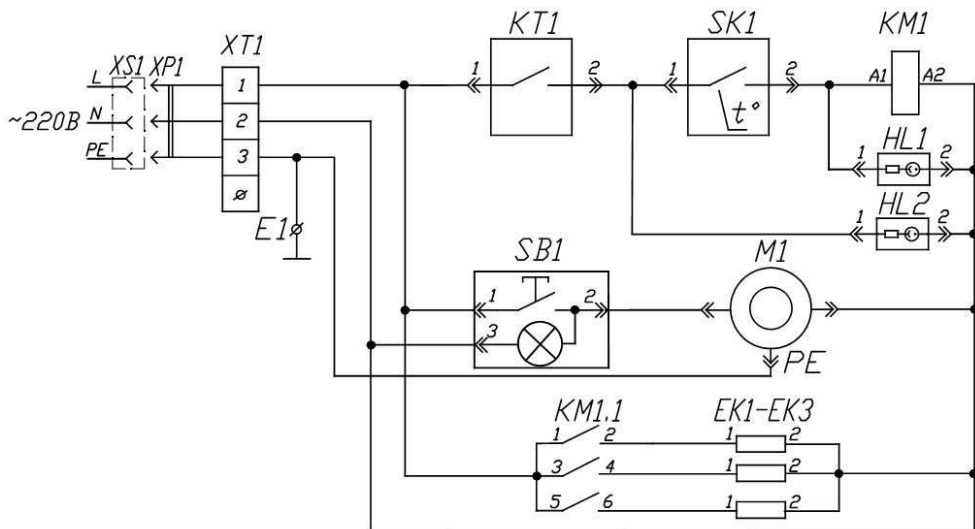 KT1 SK1 KM1
XS1 XP1 XT1
L 1 1 2 1 2 A1 A2
~220В N 2 t°
PE 3 1 HL1 2
ø 1 HL2 2
E1
SB1 M1
1 2
3
PE
KM1.1 EK1-EK3
1 2 1 2
3 4 1 2
5 6 1 2